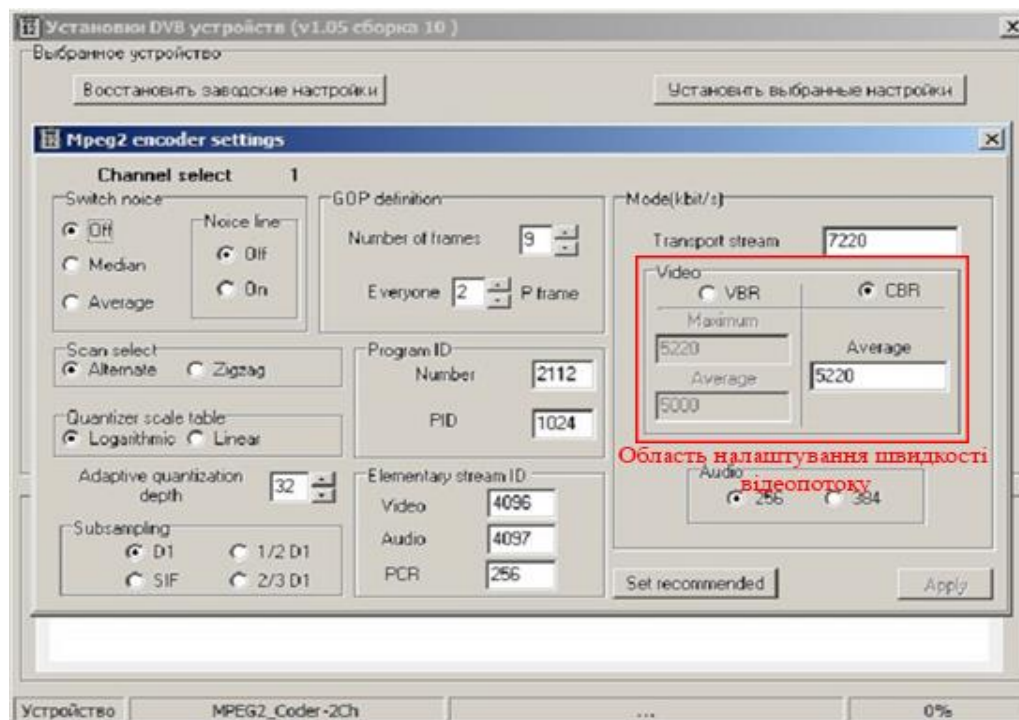 Установки DVB устройств (v1.05 сборка 10 )
Выбранное устройство
Восстановить заводские настройки
Установить выбранные настройки
Mpeg2 encoder settings
Channel select 1
Switch noice
Off
Median
Average
Noice line
Off
On
GOP definition
Number of frames 9
Everyone 2 P frame
Mode(kbit/s)
Transport stream 7220
Video
VBR
CBR
Maximum
5220
Average
5000
Average
5220
Область налаштування швидкості
відеопотоку
Scan select
Alternate Zigzag
Quantizer scale table
Logarithmic Linear
Adaptive quantization
depth 32
Subsampling
D1 1/2 D1
SIF 2/3 D1
Program ID
Number 2112
PID 1024
Elementary stream ID
Video 4096
Audio 4097
PCR 256
Audio
256 384
Set recommended
Apply
Устройство MPEG2_Coder-2Ch ... 0%